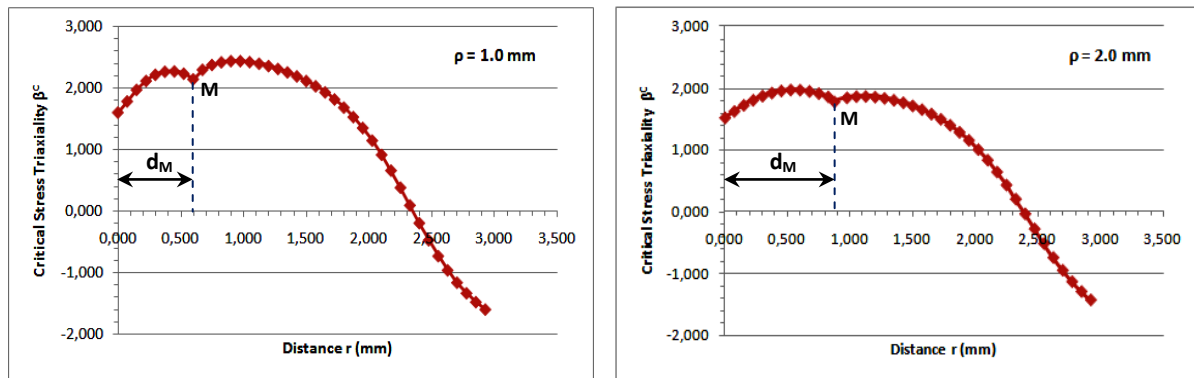 Critical Stress Triaxiality βᶜ
3,000
2,000
1,000
0,000
-1,000
-2,000
ρ = 1.0 mm
M
d_M
0,000 0,500 1,000 1,500 2,000 2,500 3,000 3,500
Distance r (mm)
Critical Stress Triaxiality βᶜ
3,000
2,000
1,000
0,000
-1,000
-2,000
ρ = 2.0 mm
M
d_M
0,000 0,500 1,000 1,500 2,000 2,500 3,000 3,500
Distance r (mm)